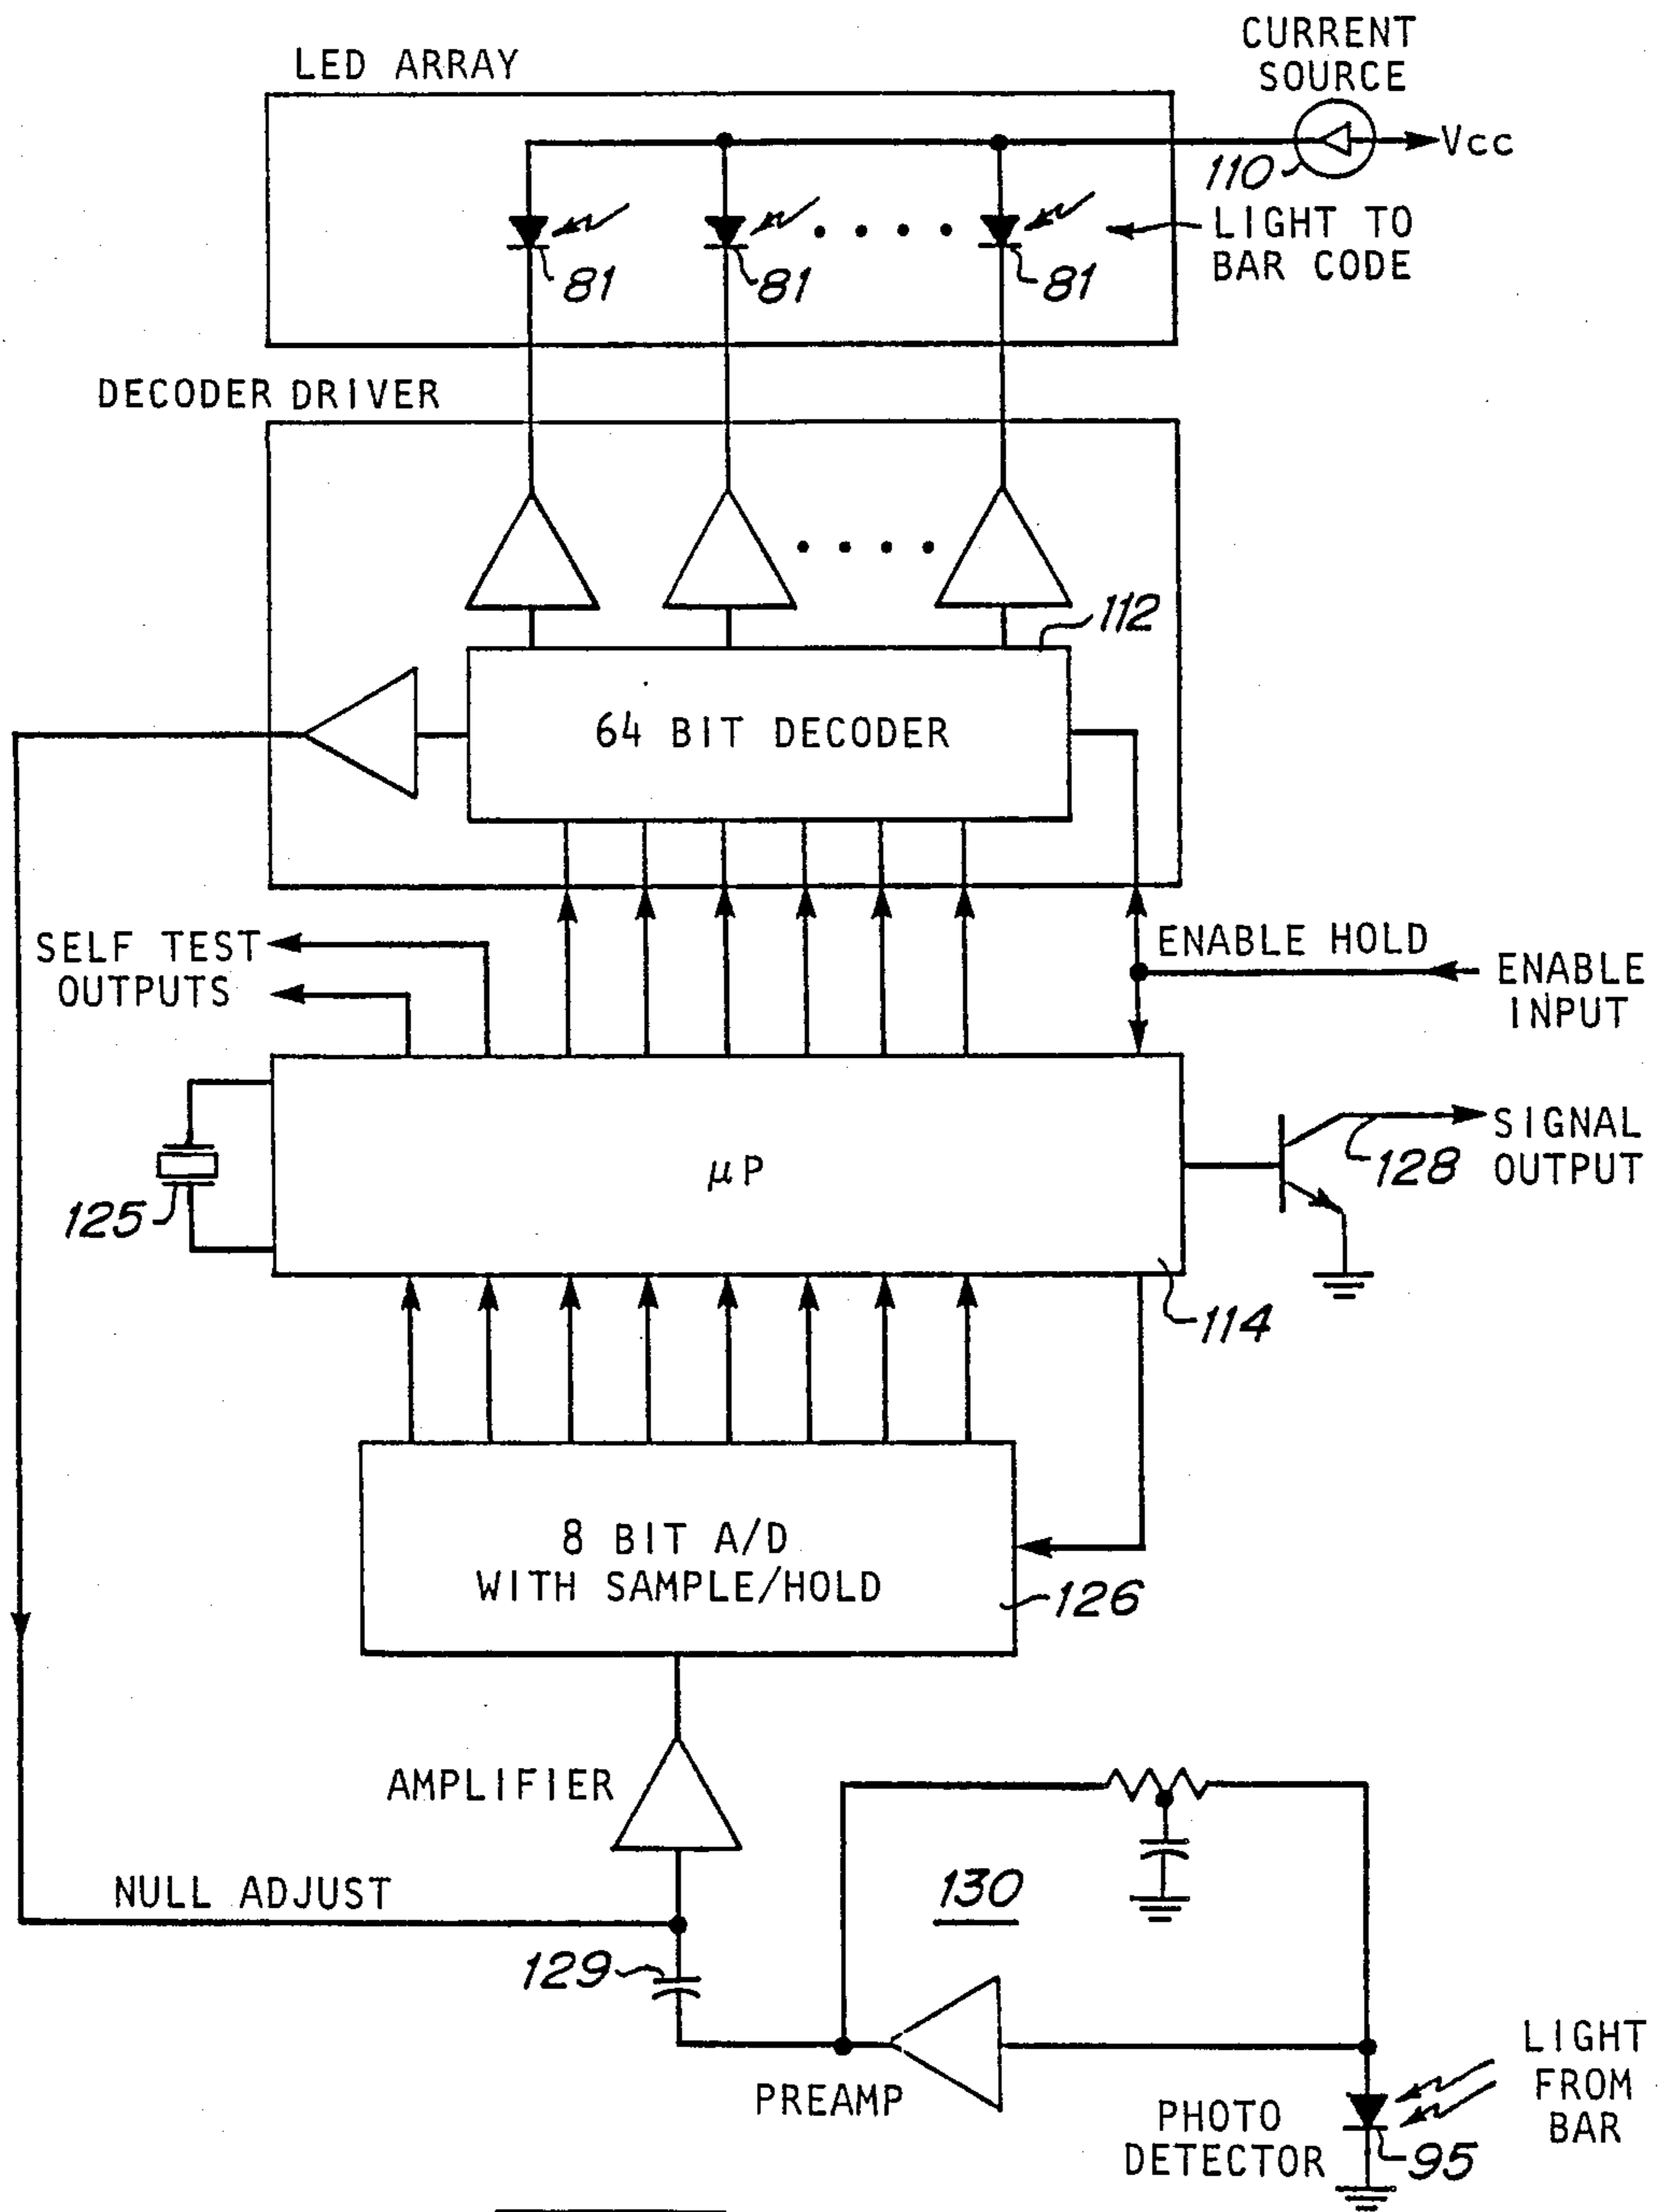 CURRENT
SOURCE
LED ARRAY
Vcc
110
LIGHT TO
BAR CODE
81
81
81
DECODER DRIVER
112
64 BIT DECODER
SELF TEST
OUTPUTS
ENABLE HOLD
ENABLE
INPUT
μP
125
SIGNAL
OUTPUT
128
114
8 BIT A/D
WITH SAMPLE/HOLD
126
AMPLIFIER
NULL ADJUST
130
129
PREAMP
PHOTO
DETECTOR
LIGHT
FROM
BAR
95